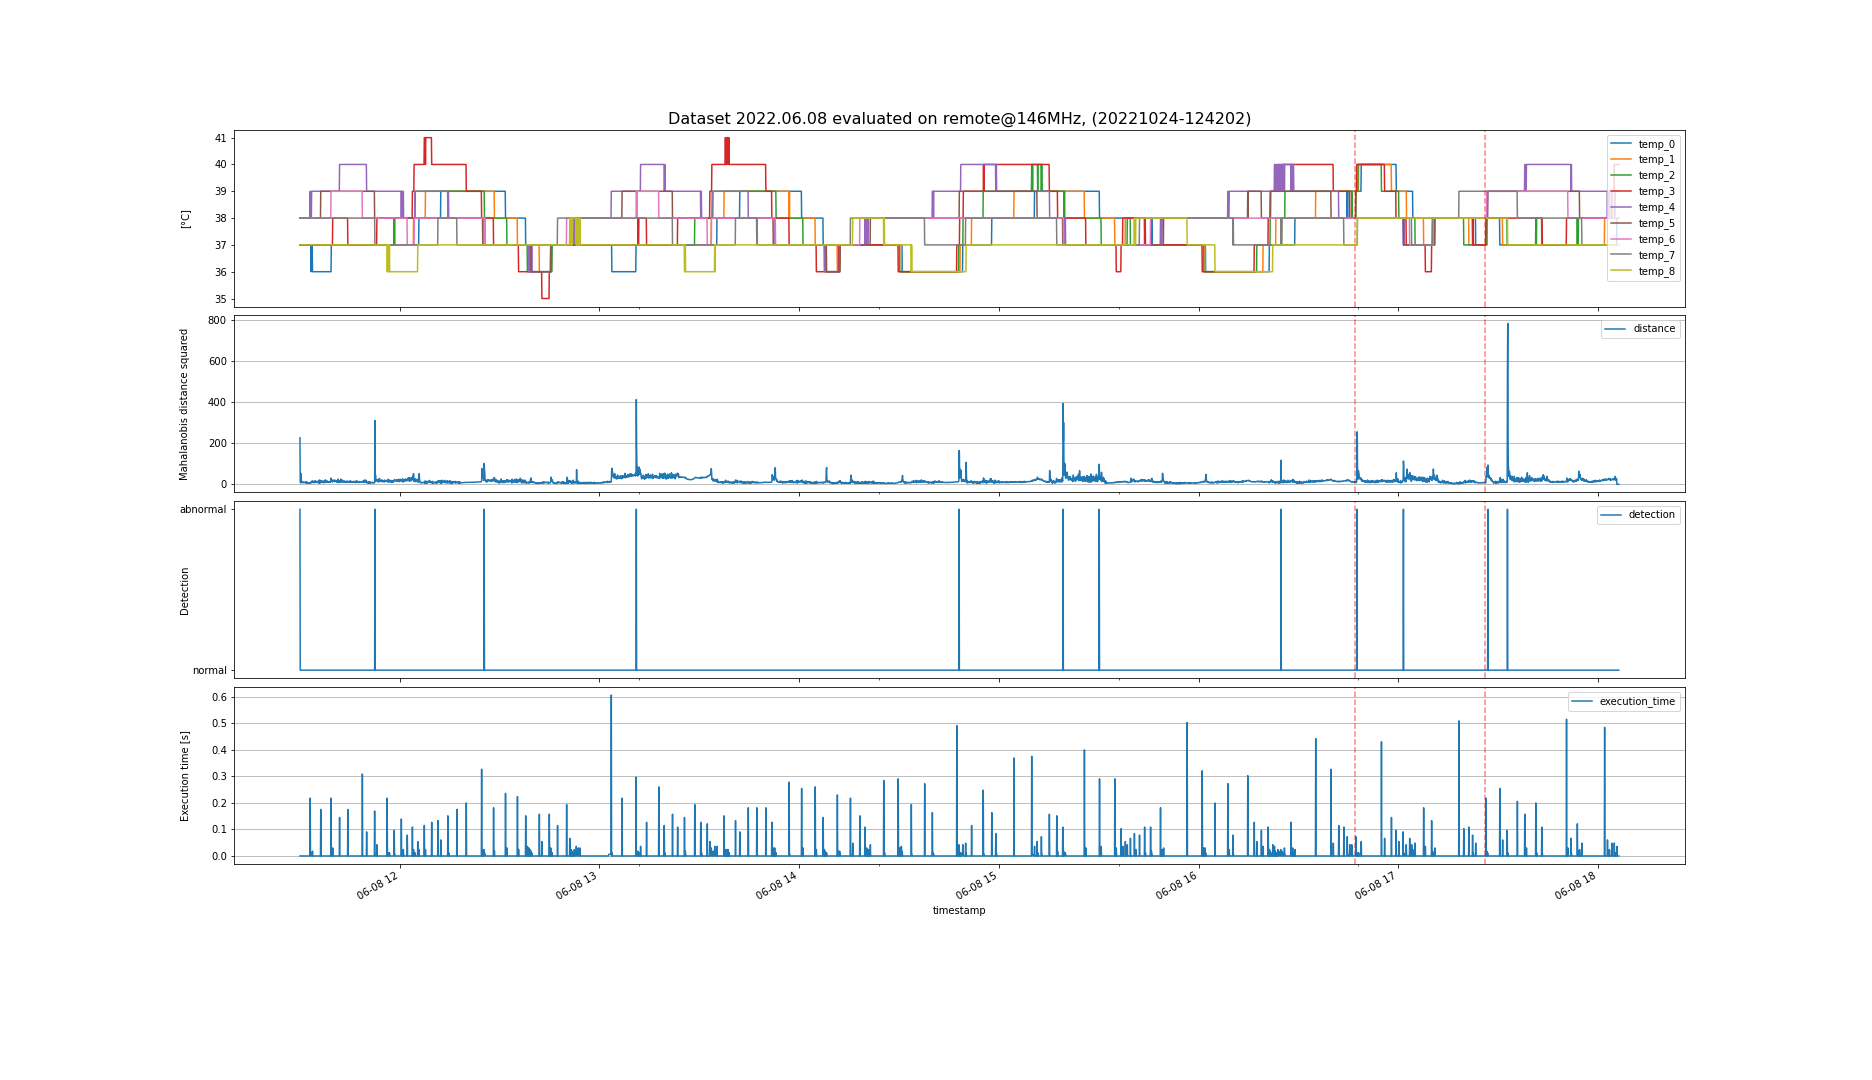 Dataset 2022.06.08 evaluated on remote@146MHz, (20221024-124202)
41
40
39
38
37
36
35
[°C]
temp_0
temp_1
temp_2
temp_3
temp_4
temp_5
temp_6
temp_7
temp_8
800
600
400
200
0
Mahalanobis distance squared
distance
abnormal
normal
Detection
detection
0.6
0.5
0.4
0.3
0.2
0.1
0.0
Execution time [s]
execution_time
06-08 12
06-08 13
06-08 14
06-08 15
06-08 16
06-08 17
06-08 18
timestamp